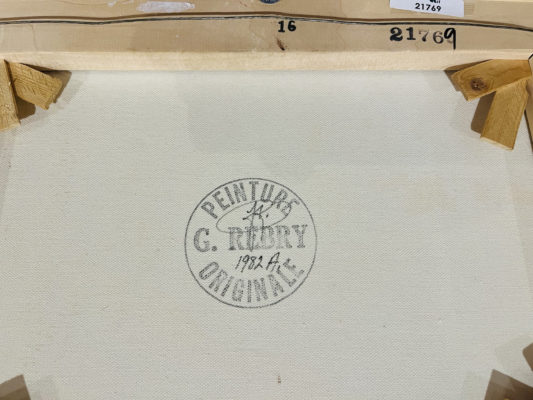 21769
16
21769
PEINTURE
G. REBRY
1982 A.
ORIGINALE